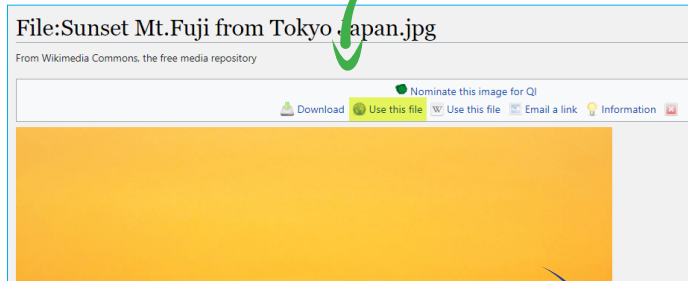 File:Sunset Mt.Fuji from Tokyo Japan.jpg
From Wikimedia Commons, the free media repository
Nominate this image for QI
Download Use this file W Use this file Email a link Information